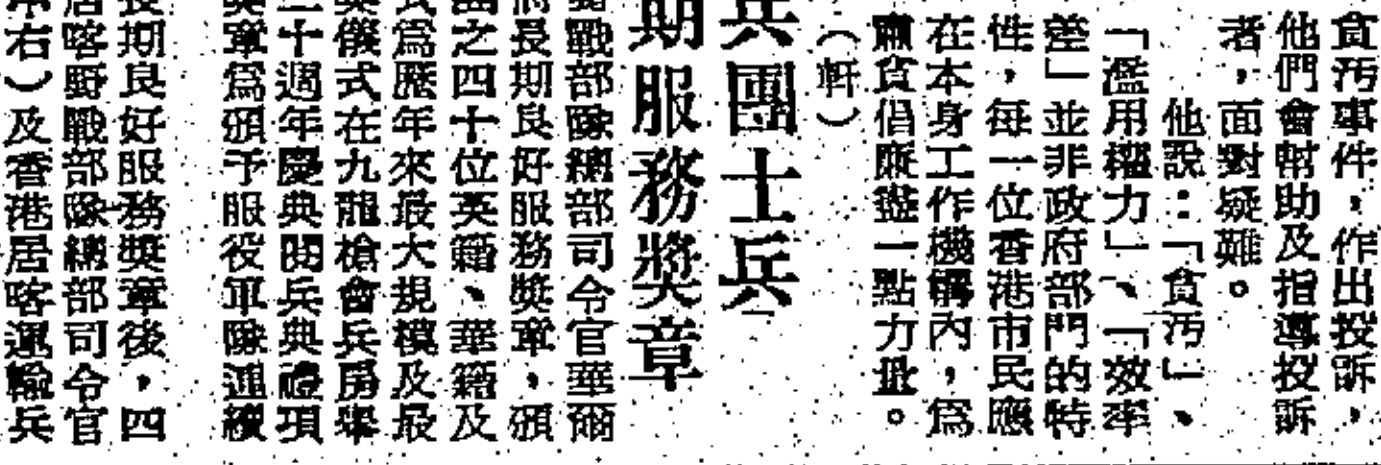 貪汚事件，作出投訴，
他們會幫助及指導投訴
者，面對疑難。
他說：「貪汚」、
「濫用權力」、「效率
差」並非政府部門的特
性，每一位香港市民應
在本身工作機構內，爲
肅貪倡廉盡一點力量。
（軒）
兵團士兵
期服務獎章
戰部隊總部司令官華爾
將長期良好服務獎章，頒
之四十位英籍、華籍及
式爲歷年來最大規模及最
獎儀式在九龍槍會兵房舉
二十週年慶典閱兵典禮項
獎章爲頒予服役軍隊連續
期良好服務獎章後，四
居喀野戰部隊總部司令官
右）及香港居喀運輸兵